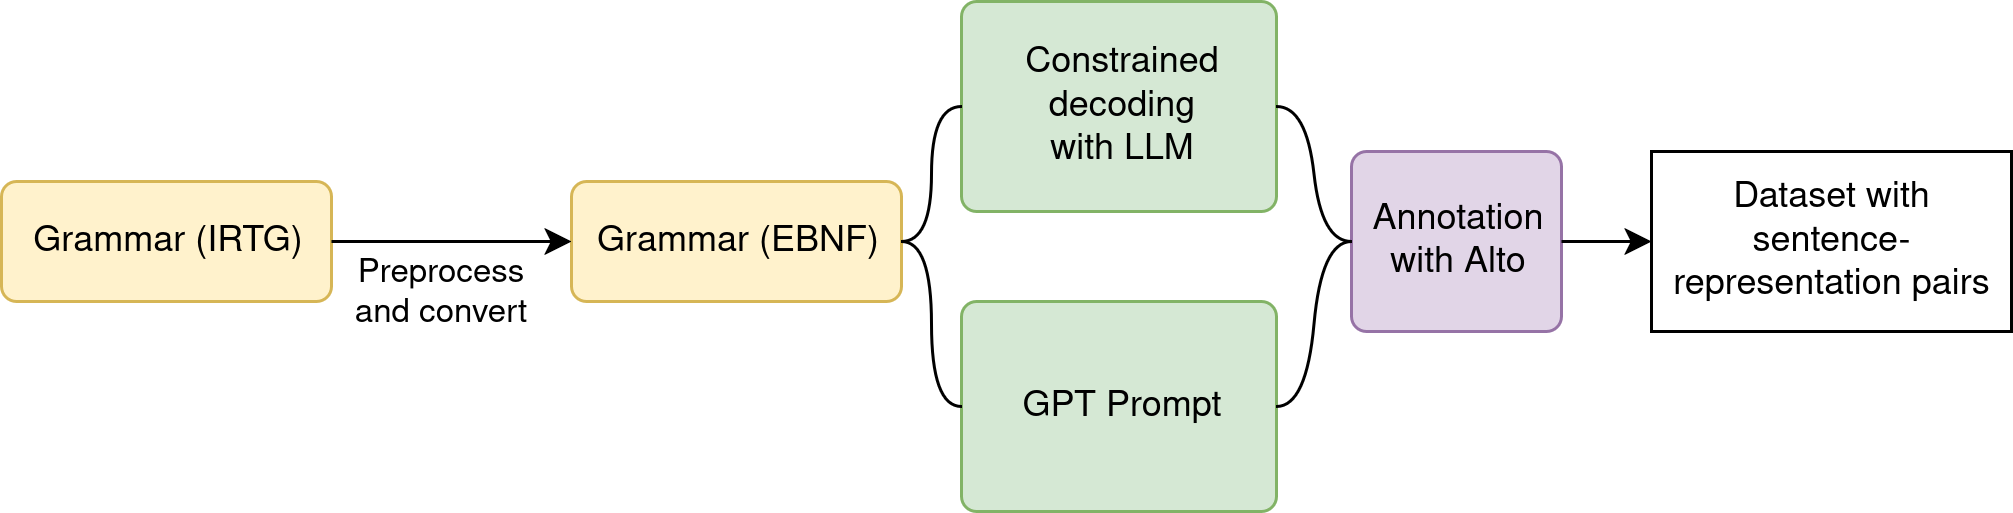 Grammar (IRTG)
Preprocess
and convert
Grammar (EBNF)
Constrained
decoding
with LLM
GPT Prompt
Annotation
with Alto
Dataset with
sentence-
representation pairs